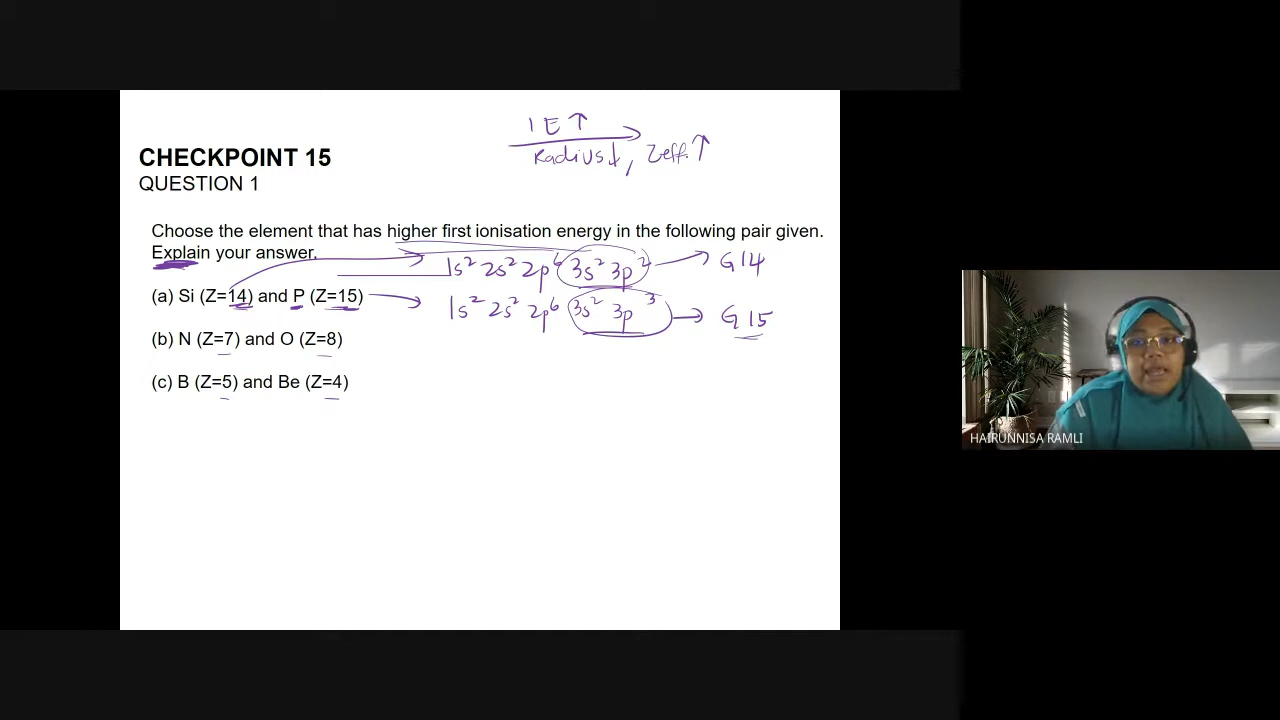 IE ↑
Radius↓, Zeff.↑
CHECKPOINT 15
QUESTION 1
Choose the element that has higher first ionisation energy in the following pair given.
Explain your answer.
1s² 2s² 2p⁶ 3s² 3p² → G14
(a) Si (Z=14) and P (Z=15) → 1s² 2s² 2p⁶ 3s² 3p³ → G15
(b) N (Z=7) and O (Z=8)
(c) B (Z=5) and Be (Z=4)
HAIRUNNISA RAMLI